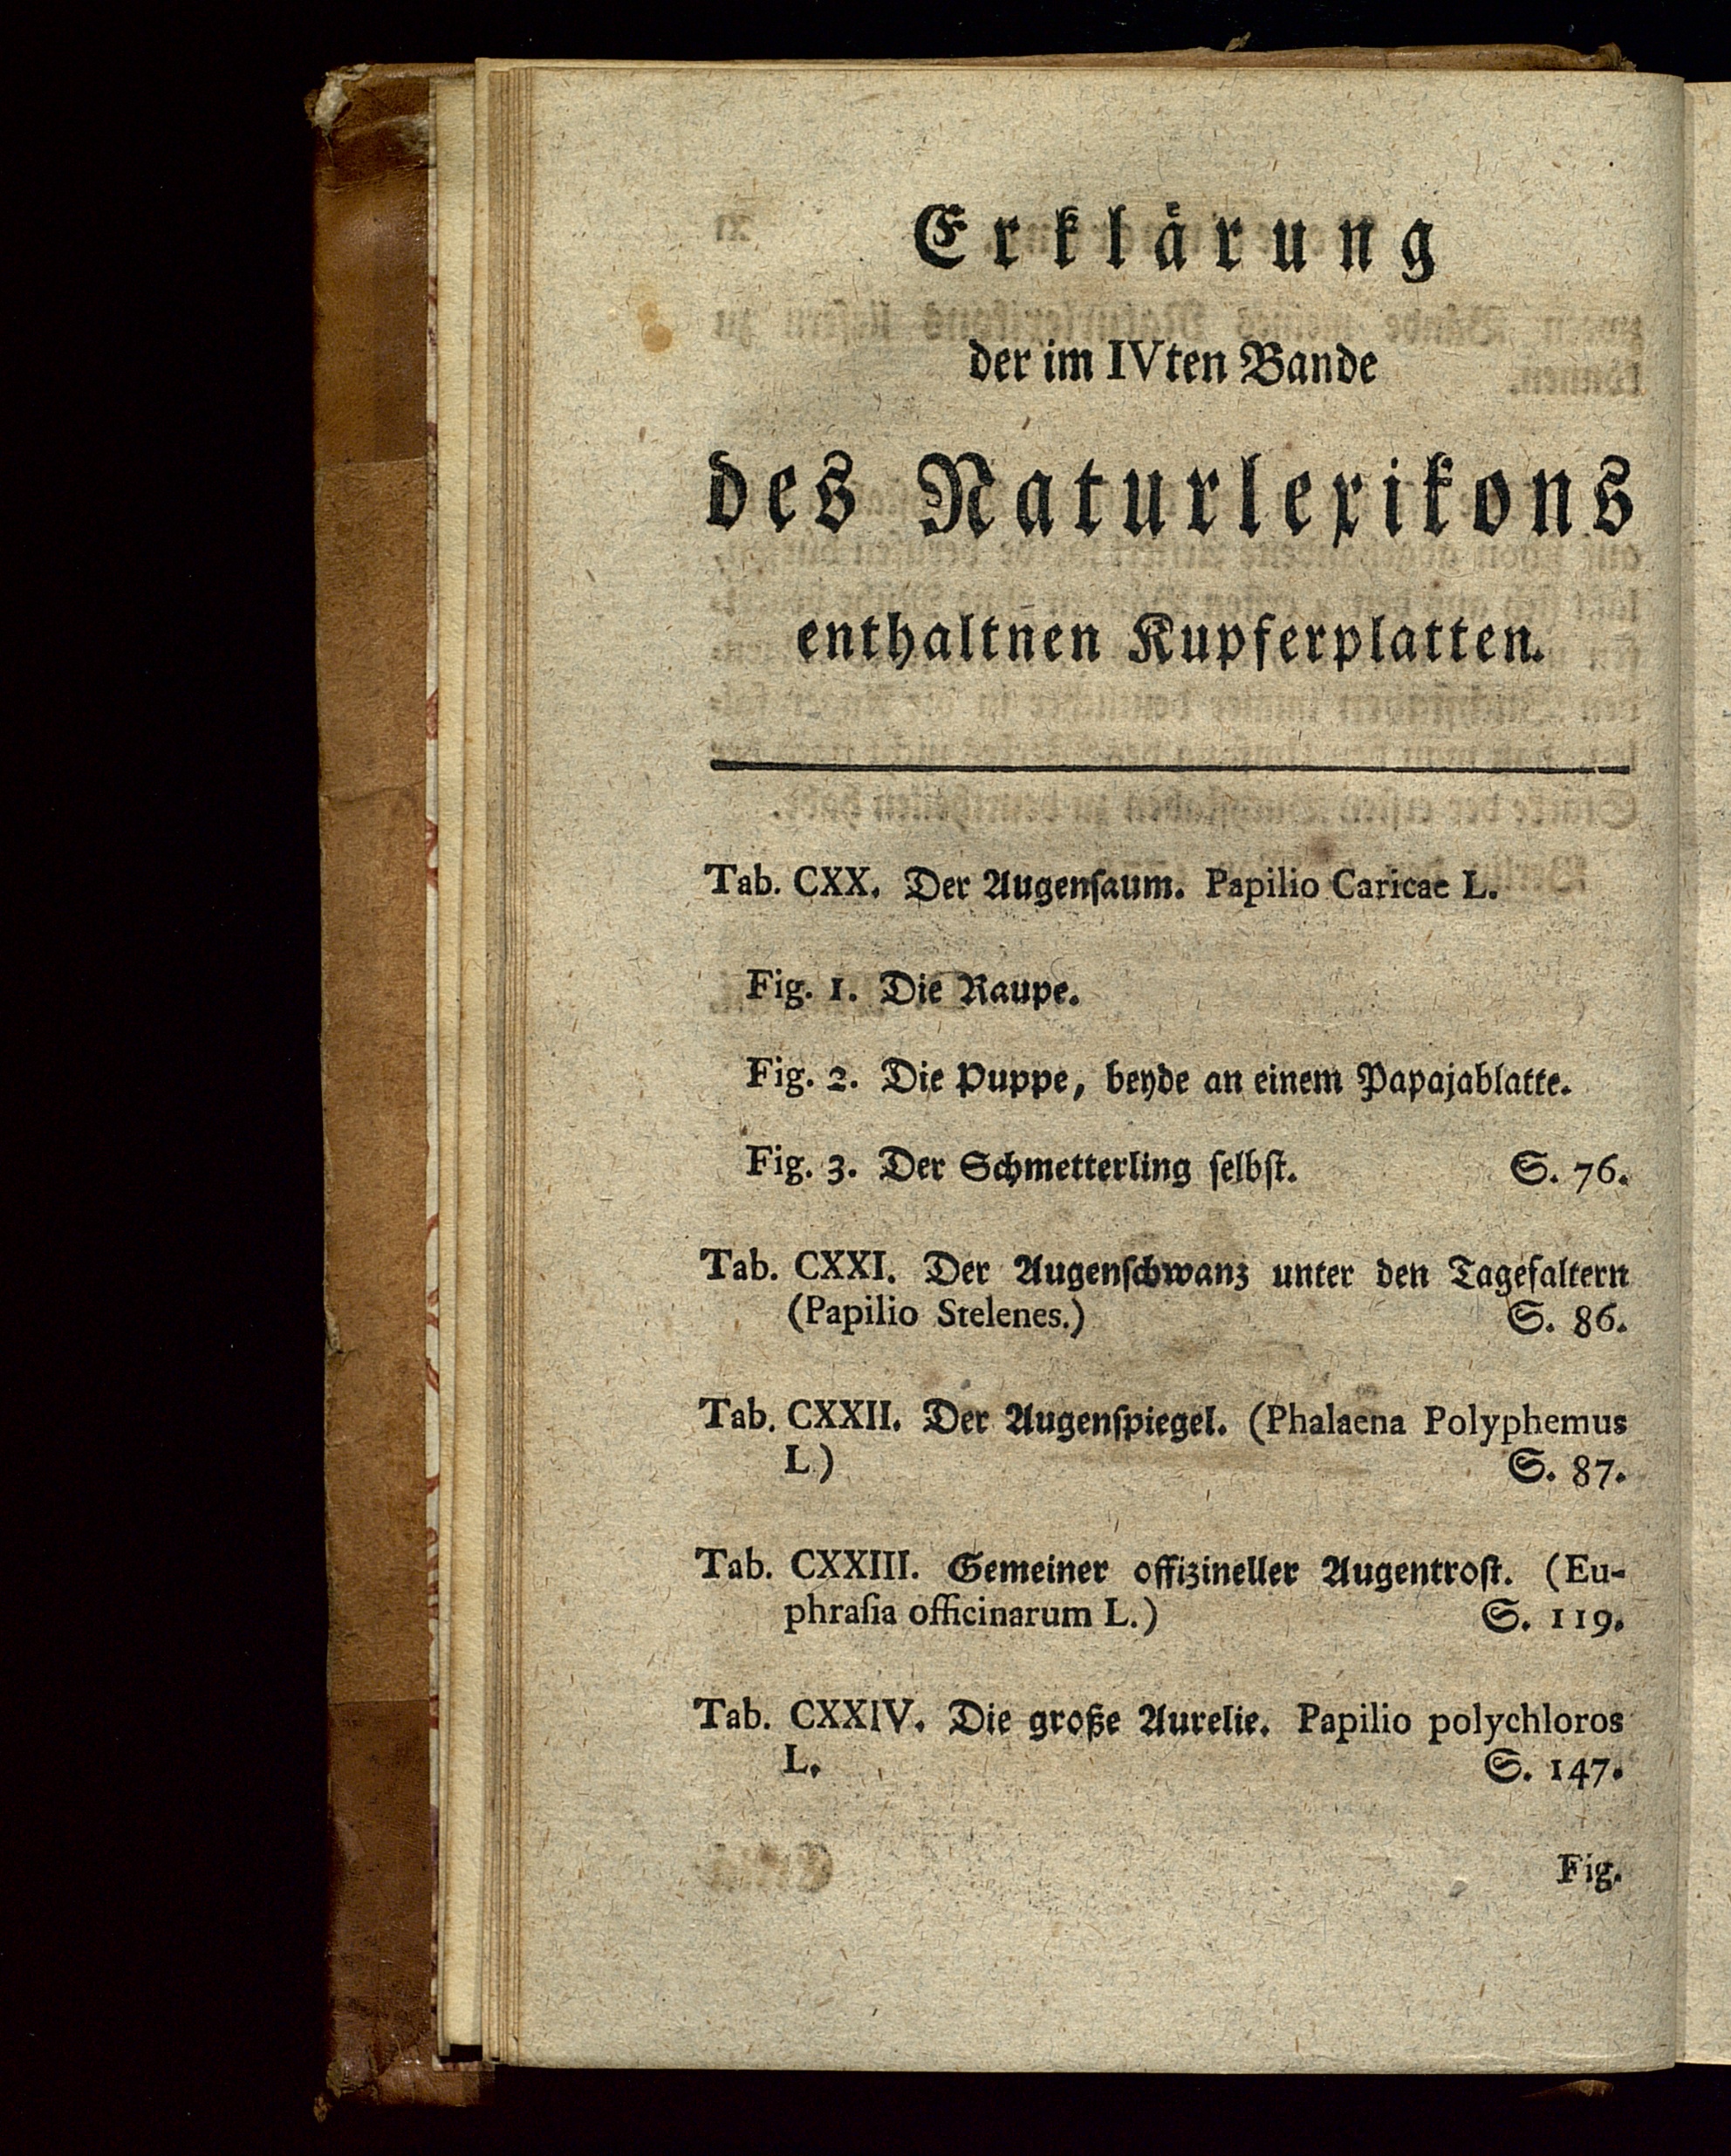 Erklärung
der im IVten Bande
des Naturlexikons
enthaltnen Kupferplatten.
Tab. CXX. Der Augenſaum. Papilio Caricae L.
Fig. 1. Die Raupe.
Fig. 2. Die Puppe, beyde an einem Papajablatte.
Fig. 3. Der Schmetterling ſelbſt. S. 76.
Tab. CXXI. Der Augenſchwanz unter den Tagefaltern
(Papilio Stelenes.) S. 86.
Tab. CXXII. Der Augenſpiegel. (Phalaena Polyphemus
L.) S. 87.
Tab. CXXIII. Gemeiner offizineller Augentroſt. (Eu-
phraſia officinarum L.) S. 119.
Tab. CXXIV. Die große Aurelie. Papilio polychloros
L. S. 147.
Fig.